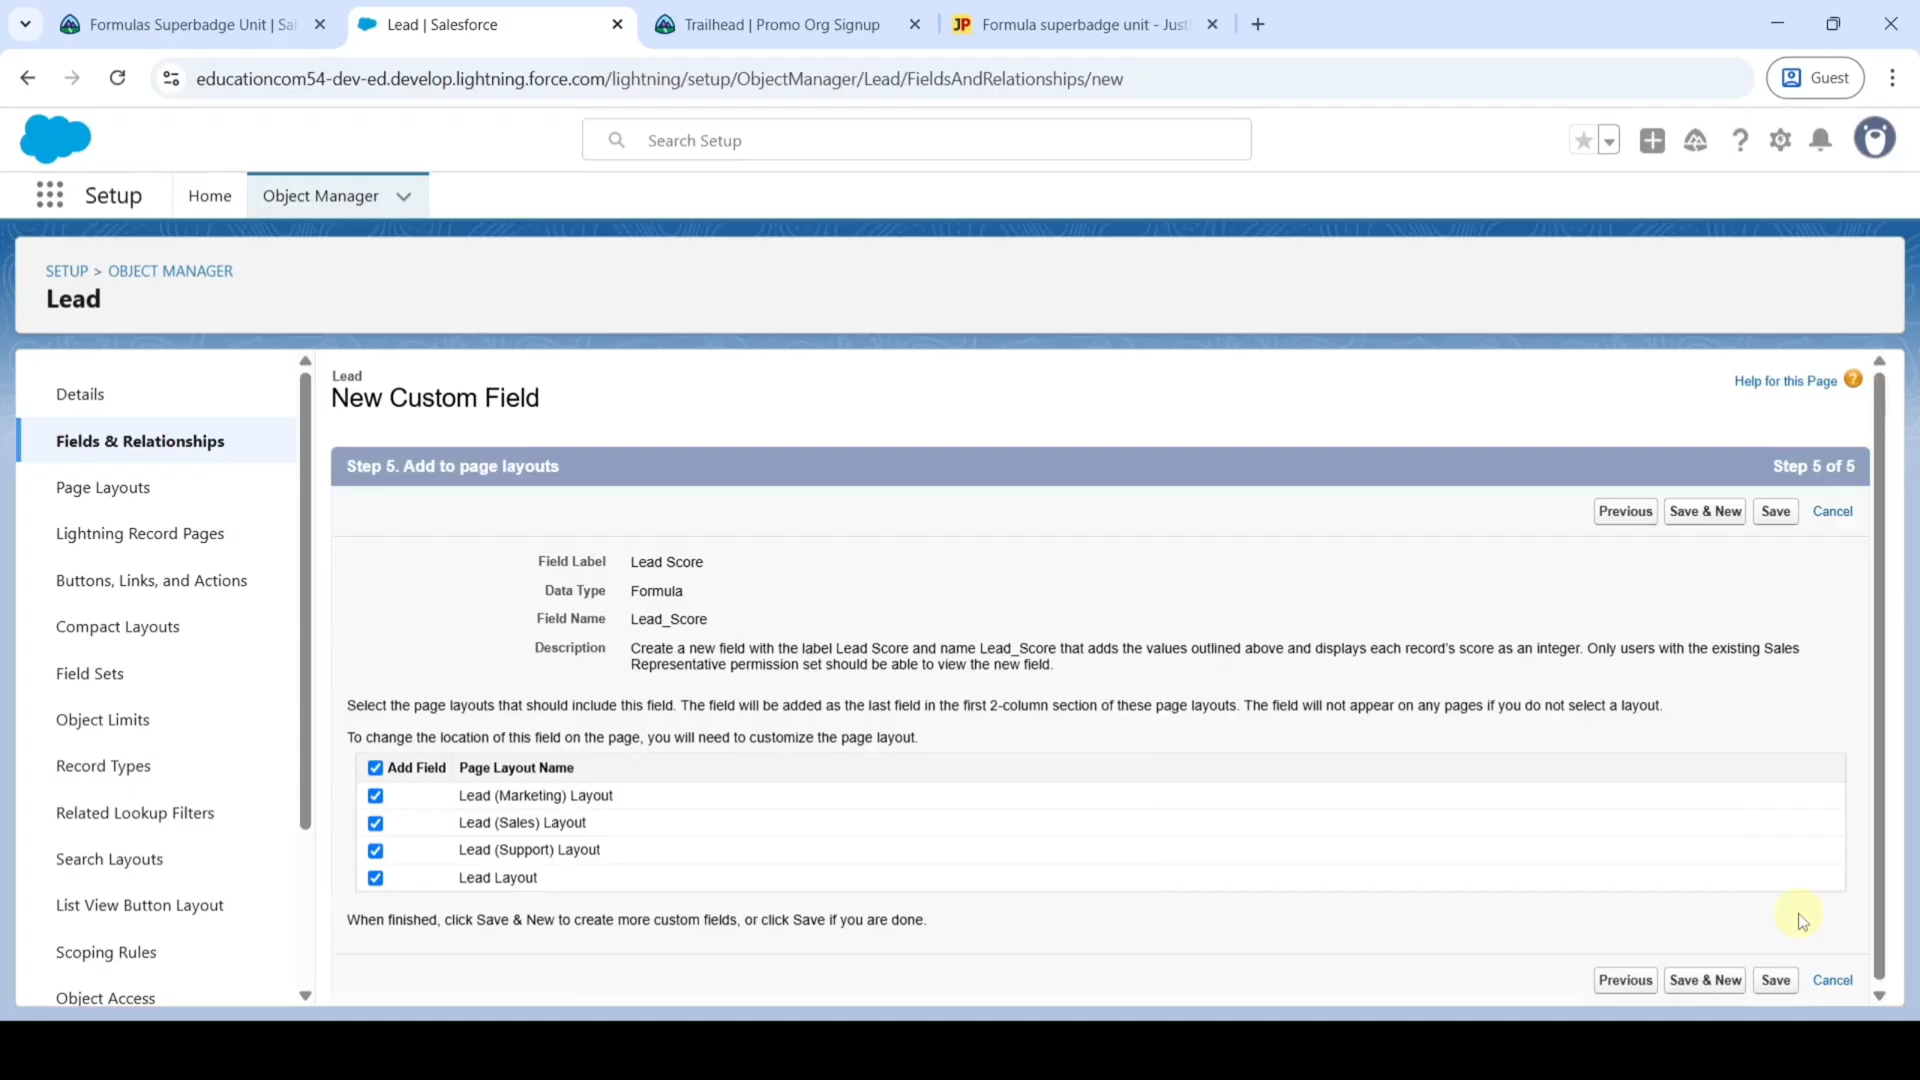 Formulas Superbadge Unit | Sal
Lead | Salesforce
Trailhead | Promo Org Signup
JP Formula superbadge unit - Just
educationcom54-dev-ed.develop.lightning.force.com/lightning/setup/ObjectManager/Lead/FieldsAndRelationships/new
Guest
Search Setup
Setup
Home
Object Manager
SETUP > OBJECT MANAGER
Lead
Details
Fields & Relationships
Page Layouts
Lightning Record Pages
Buttons, Links, and Actions
Compact Layouts
Field Sets
Object Limits
Record Types
Related Lookup Filters
Search Layouts
List View Button Layout
Scoping Rules
Object Access
Lead
New Custom Field
Help for this Page
Step 5. Add to page layouts
Step 5 of 5
Previous Save & New Save Cancel
Field Label Lead Score
Data Type Formula
Field Name Lead_Score
Description Create a new field with the label Lead Score and name Lead_Score that adds the values outlined above and displays each record's score as an integer. Only users with the existing Sales
Representative permission set should be able to view the new field.
Select the page layouts that should include this field. The field will be added as the last field in the first 2-column section of these page layouts. The field will not appear on any pages if you do not select a layout.
To change the location of this field on the page, you will need to customize the page layout.
Add Field Page Layout Name
Lead (Marketing) Layout
Lead (Sales) Layout
Lead (Support) Layout
Lead Layout
When finished, click Save & New to create more custom fields, or click Save if you are done.
Previous Save & New Save Cancel